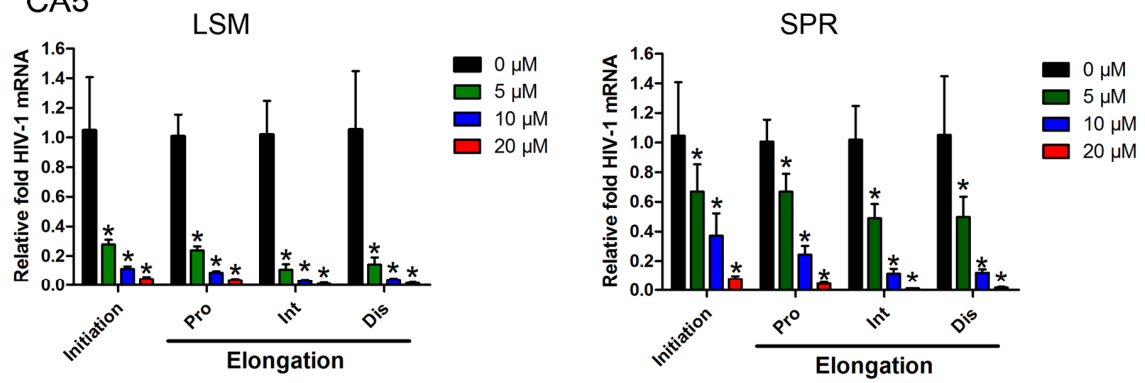 CA5
LSM
Relative fold HIV-1 mRNA
1.6
1.4
1.2
1.0
0.8
0.6
0.4
0.2
0.0
*
*
*
*
*
*
*
*
*
*
*
*
0 µM
5 µM
10 µM
20 µM
Initiation
Pro
Int
Dis
Elongation
SPR
Relative fold HIV-1 mRNA
1.6
1.4
1.2
1.0
0.8
0.6
0.4
0.2
0.0
*
*
*
*
*
*
*
*
*
*
*
*
0 µM
5 µM
10 µM
20 µM
Initiation
Pro
Int
Dis
Elongation